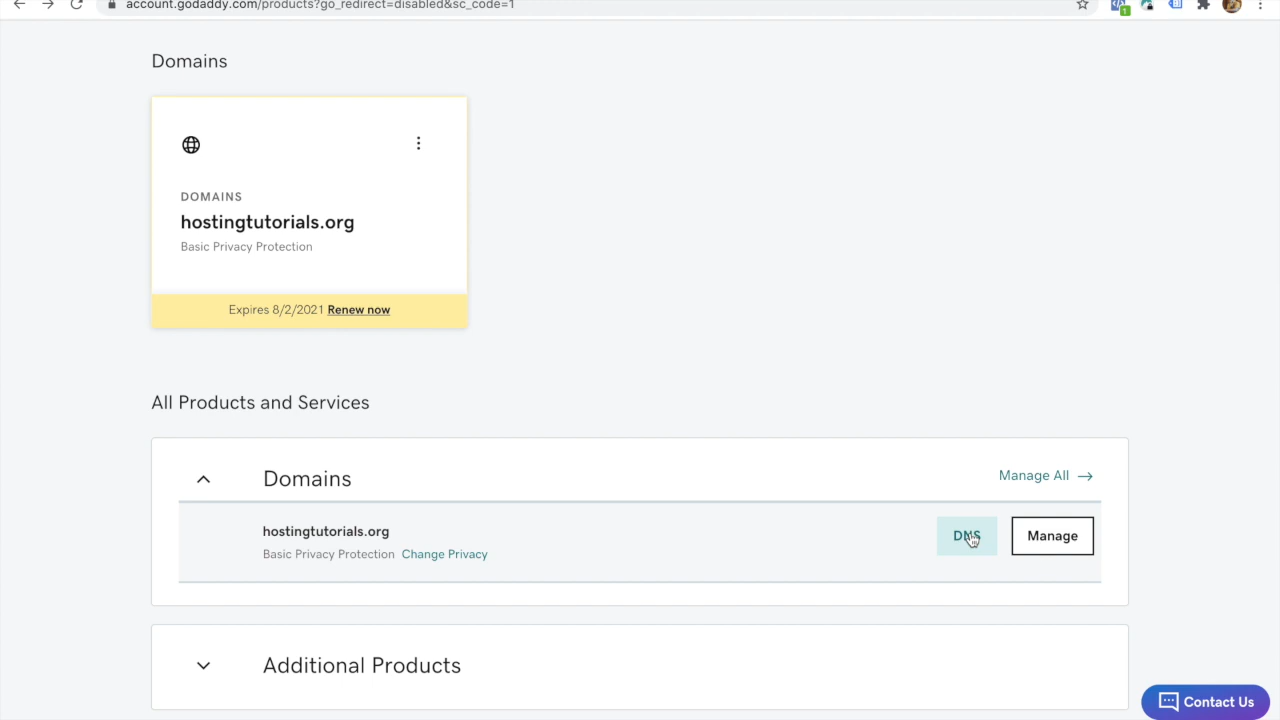 account.godaddy.com/products?go_redirect=disabled&sc_code=1
1
Domains
DOMAINS
hostingtutorials.org
Basic Privacy Protection
Expires 8/2/2021 Renew now
All Products and Services
Domains
Manage All →
hostingtutorials.org
DNS
Manage
Basic Privacy Protection Change Privacy
Additional Products
Contact Us